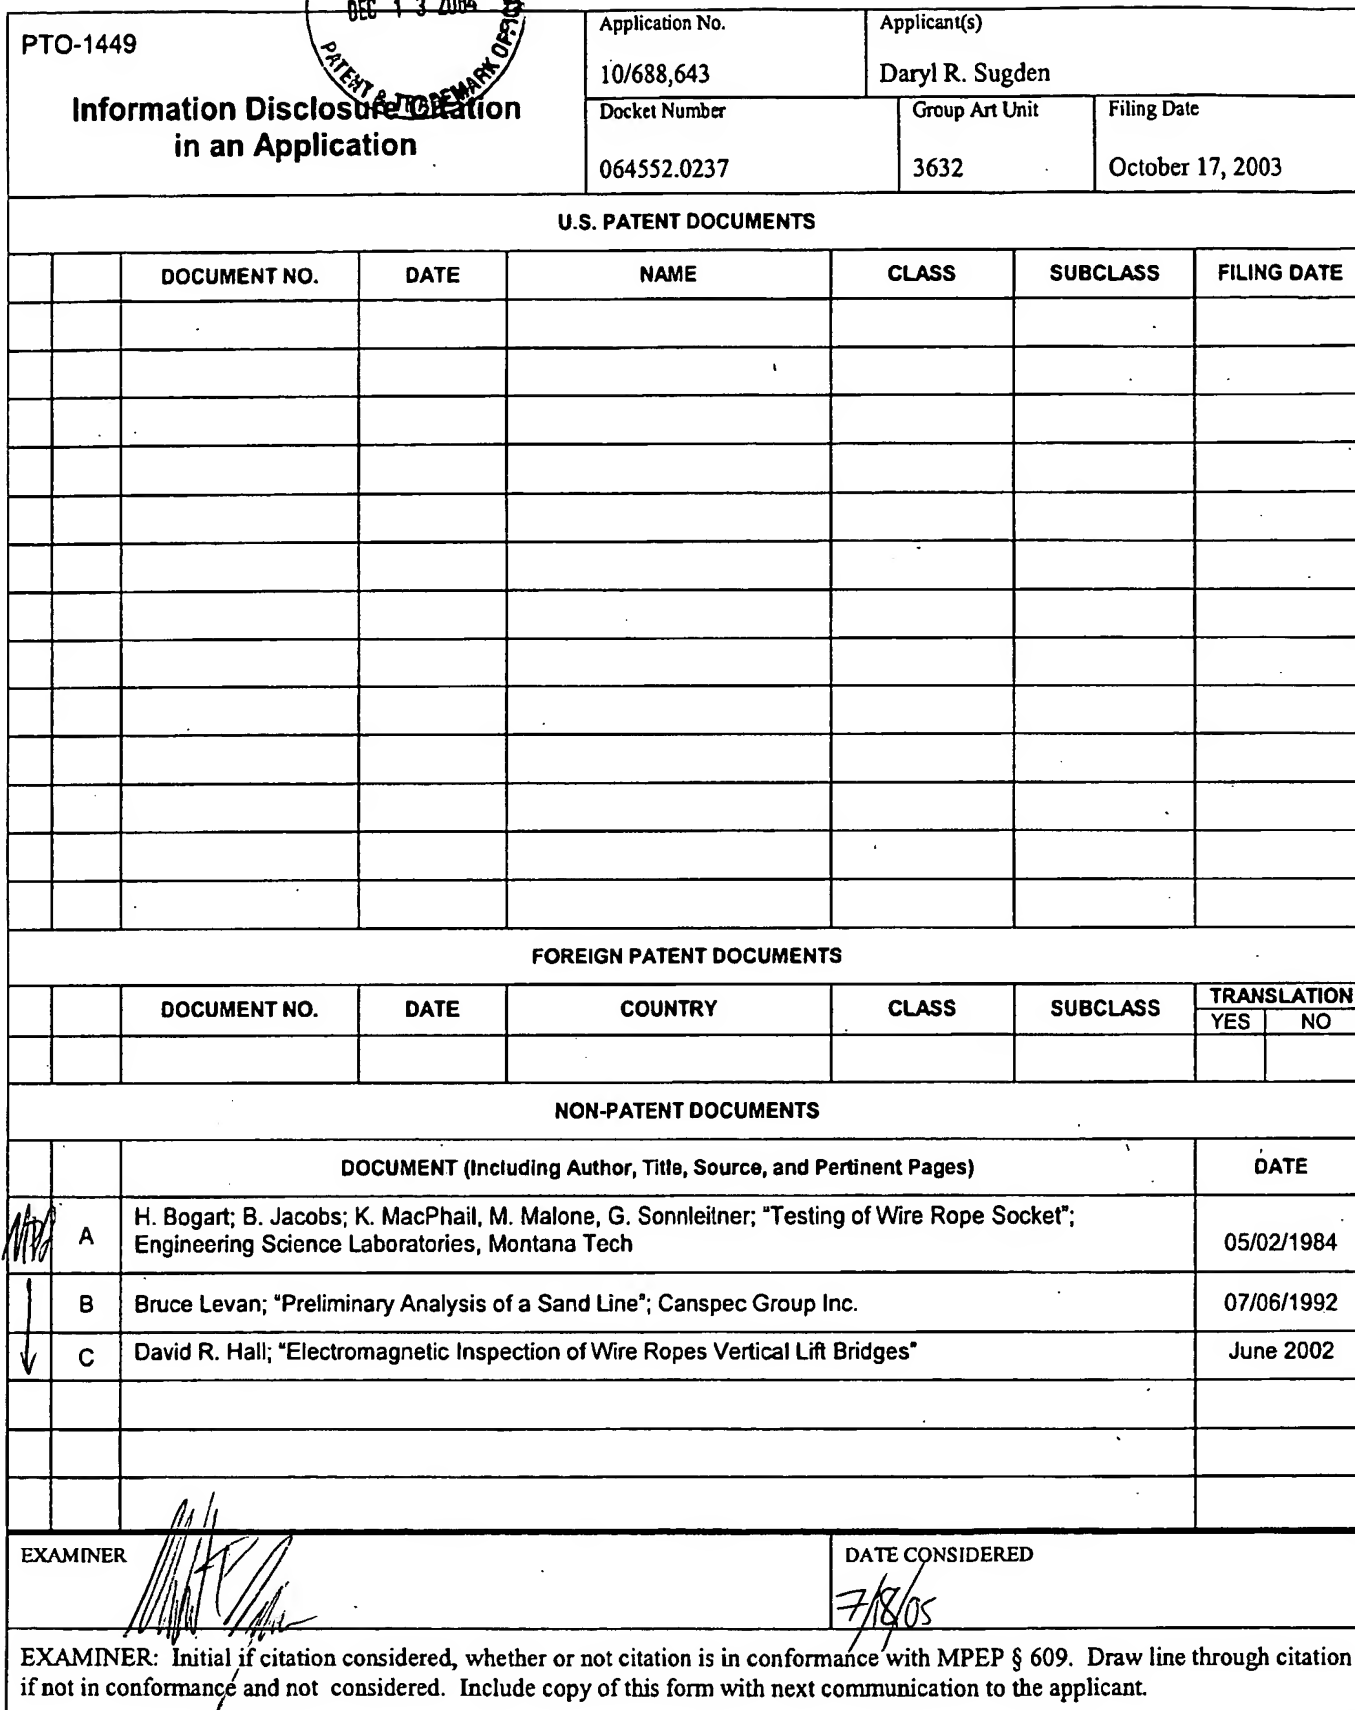 DEC 13 2004
PATENT & TRADEMARK OFFICE
PTO-1449
Information Disclosure Citation
in an Application
Application No.
10/688,643
Applicant(s)
Daryl R. Sugden
Docket Number
064552.0237
Group Art Unit
3632
Filing Date
October 17, 2003
U.S. PATENT DOCUMENTS
DOCUMENT NO. DATE NAME CLASS SUBCLASS FILING DATE
FOREIGN PATENT DOCUMENTS
DOCUMENT NO. DATE COUNTRY CLASS SUBCLASS TRANSLATION
YES NO
NON-PATENT DOCUMENTS
DOCUMENT (Including Author, Title, Source, and Pertinent Pages) DATE
A H. Bogart; B. Jacobs; K. MacPhail, M. Malone, G. Sonnleitner; "Testing of Wire Rope Socket";
Engineering Science Laboratories, Montana Tech 05/02/1984
B Bruce Levan; "Preliminary Analysis of a Sand Line"; Canspec Group Inc. 07/06/1992
C David R. Hall; "Electromagnetic Inspection of Wire Ropes Vertical Lift Bridges" June 2002
EXAMINER
DATE CONSIDERED
7/18/05
EXAMINER: Initial if citation considered, whether or not citation is in conformance with MPEP § 609. Draw line through citation
if not in conformance and not considered. Include copy of this form with next communication to the applicant.